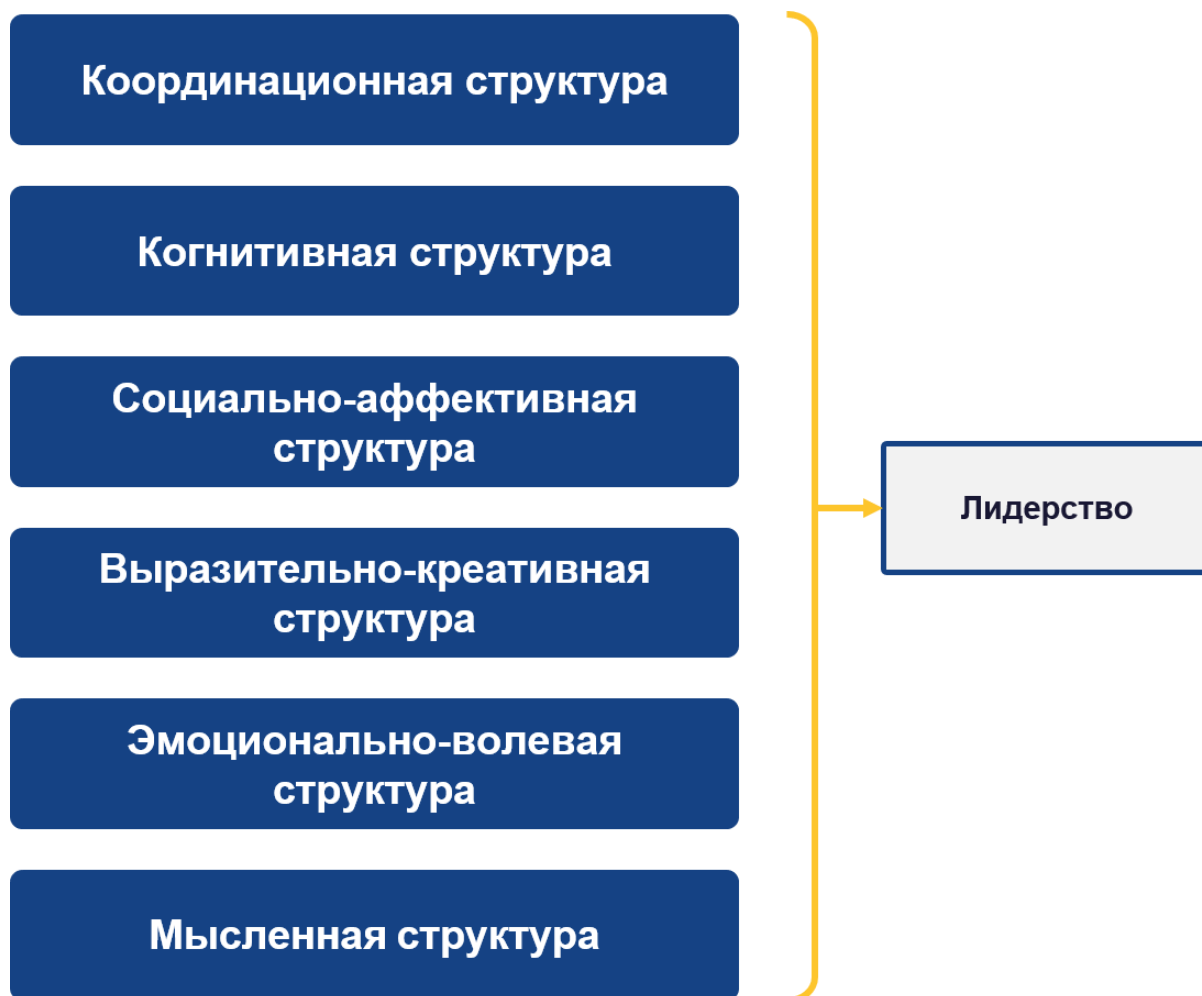 Координационная структура
Когнитивная структура
Социально-аффективная
структура
Выразительно-креативная
структура
Эмоционально-волевая
структура
Мысленная структура
Лидерство